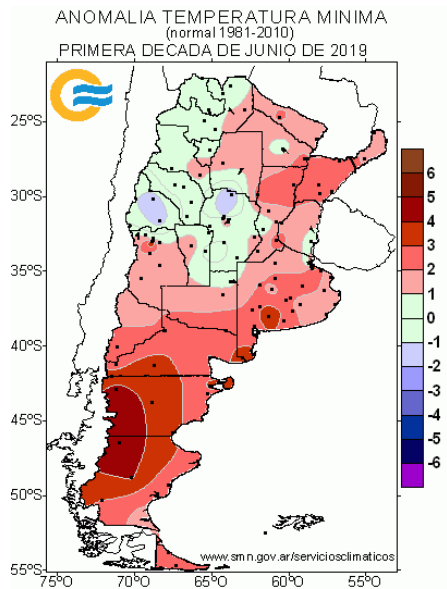 ANOMALIA TEMPERATURA MINIMA
(normal 1981-2010)
PRIMERA DECADA DE JUNIO DE 2019
25ºS
30ºS
35ºS
40ºS
45ºS
50ºS
55ºS
75ºo
70ºo
65ºo
60ºo
55ºo
6
5
4
3
2
1
0
-1
-2
-3
-4
-5
-6
www.smn.gov.ar/serviciosclimaticos